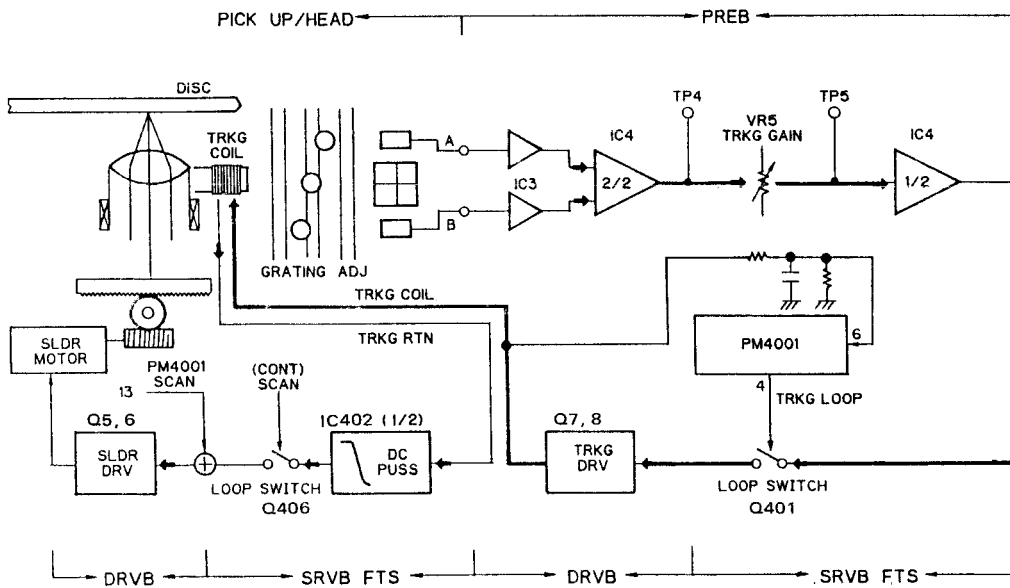 PICK UP/HEAD
PREB
DiSC
TRKG
COIL
A
B
IC3
IC4
2/2
TP4
VR5
TRKG GAIN
TP5
IC4
1/2
GRATING ADJ
TRKG COIL
TRKG RTN
SLDR
MOTOR
PM4001
SCAN
13
(CONT)
SCAN
PM4001
6
4
TRKG LOOP
Q5, 6
SLDR
DRV
IC402 (1/2)
DC
PUSS
LOOP SWITCH
Q406
Q7, 8
TRKG
DRV
LOOP SWITCH
Q401
DRVB
SRVB FTS
DRVB
SRVB FTS